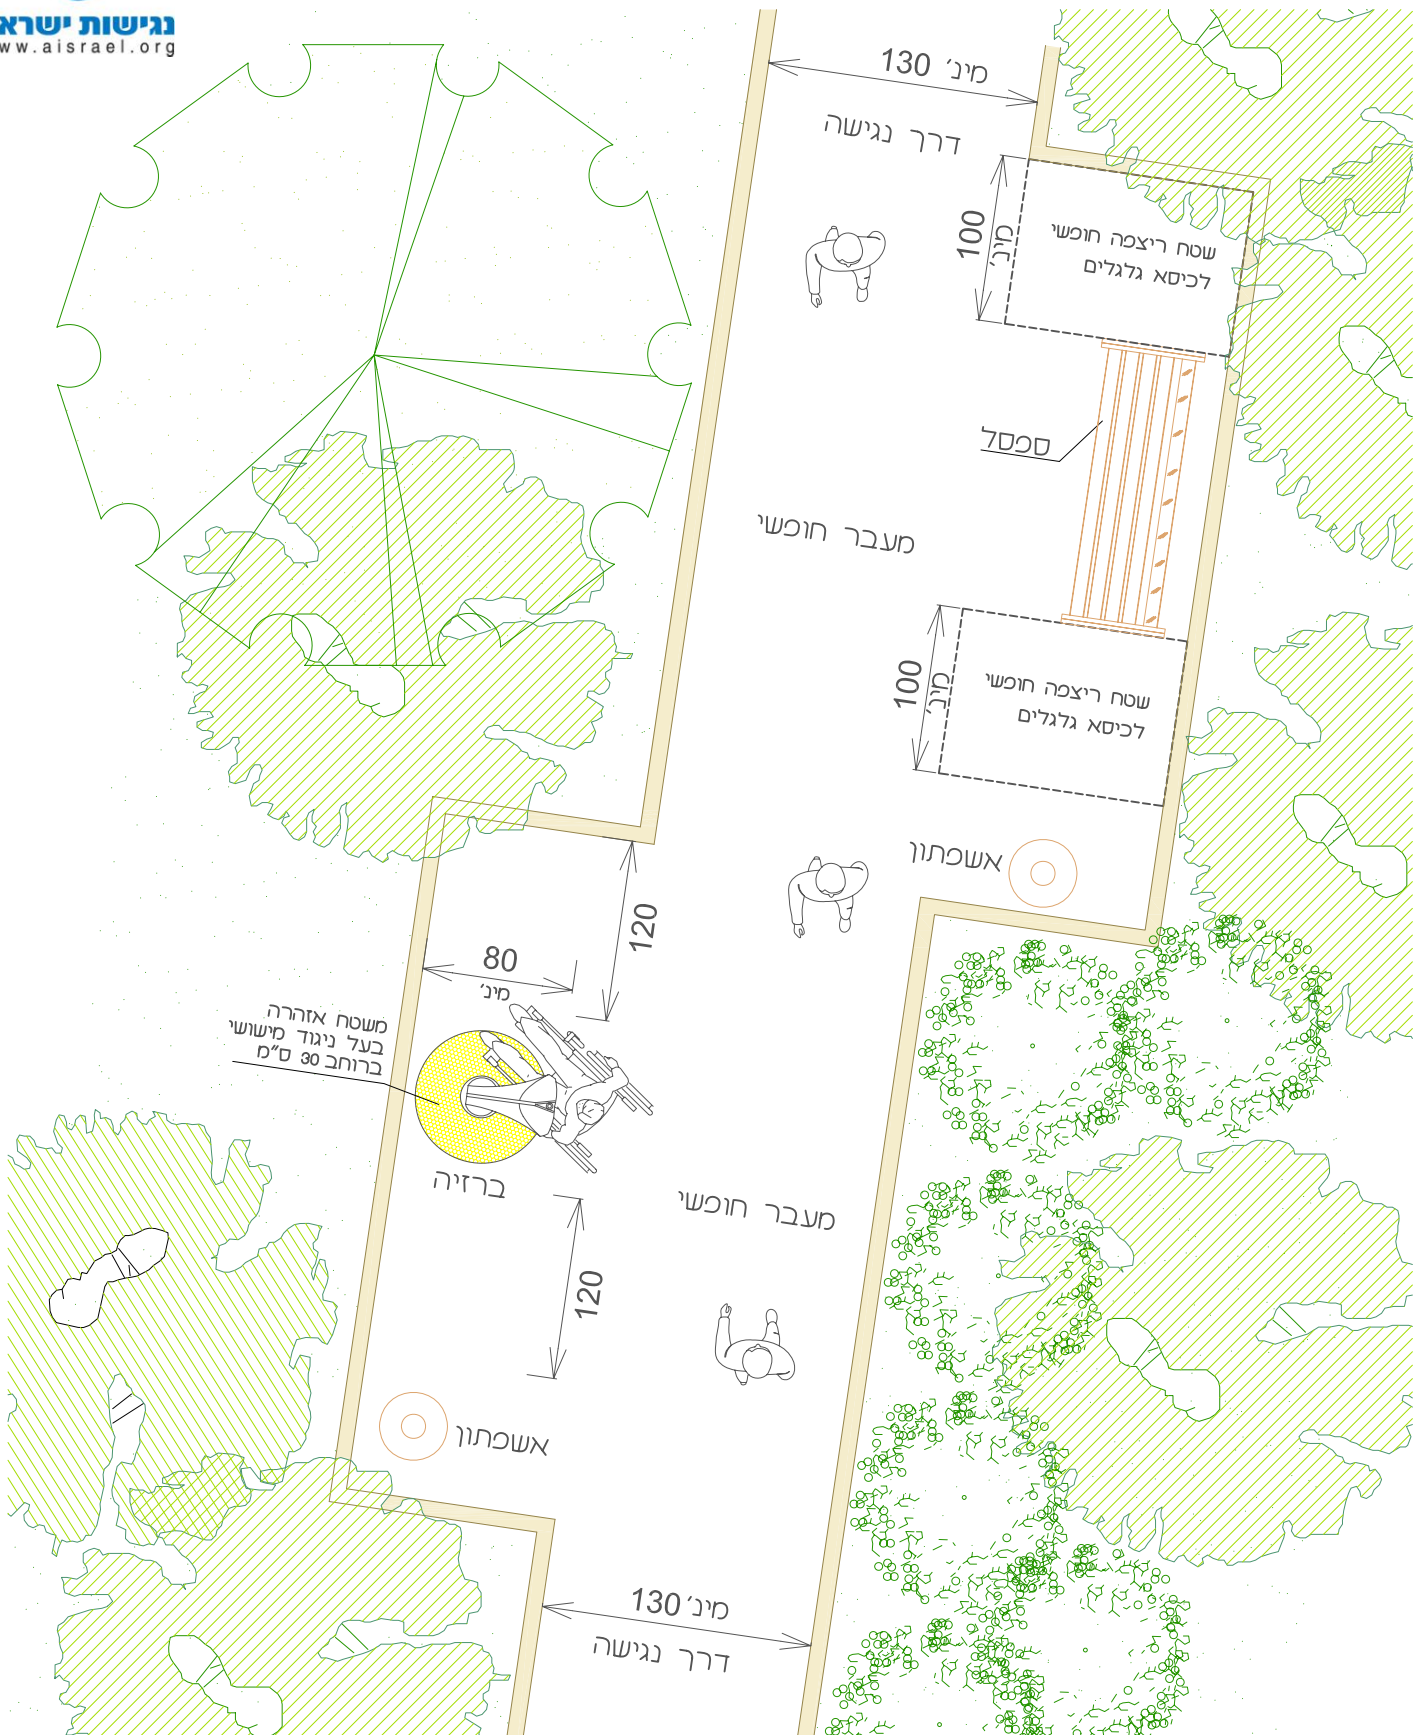 נגישות ישרא
ww.aisrael.org
מינ' 130
דרך נגישה
100
מינ'
שטח ריצפה חופשי
לכיסא גלגלים
ספסל
מעבר חופשי
100
מינ'
שטח ריצפה חופשי
לכיסא גלגלים
אשפתון
120
80
מינ'
משטח אזהרה
בעל ניגוד מישושי
ברוחב 30 ס"מ
ברזיה
מעבר חופשי
120
אשפתון
מינ' 130
דרך נגישה